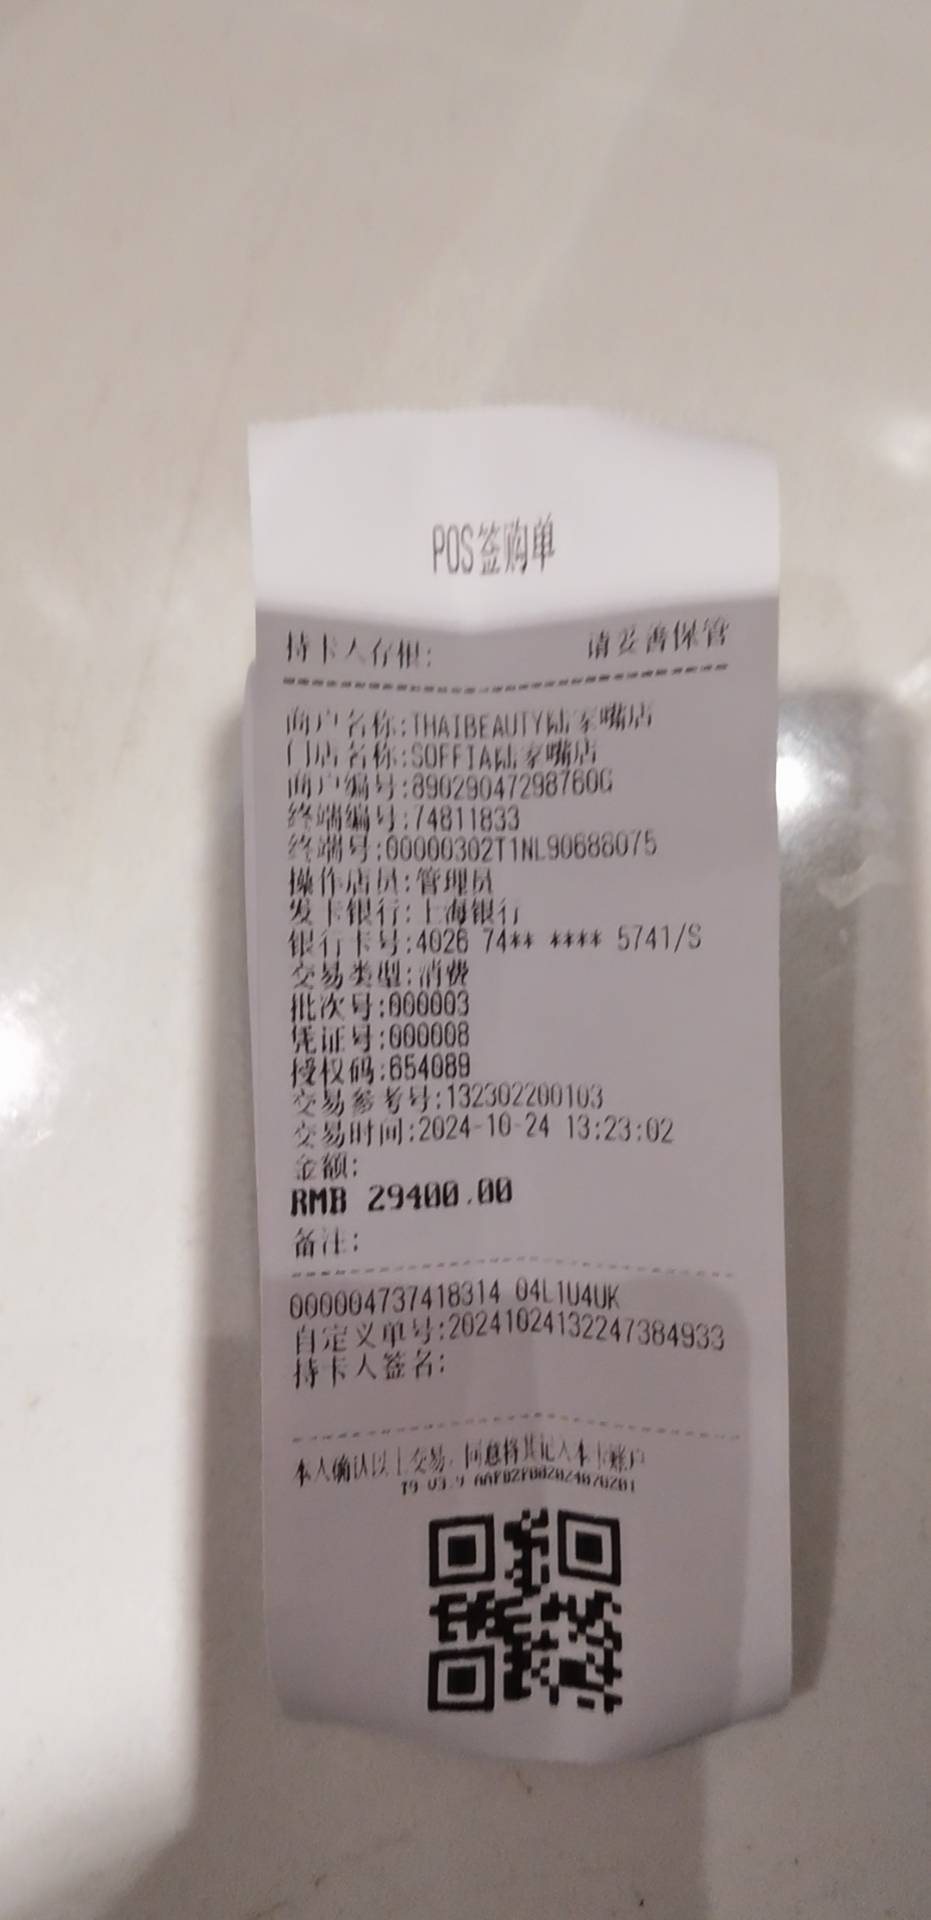 POS签购单
持卡人存根: 请妥善保管
商户名称:THAIBEAUTY陆家嘴店
门店名称:SOFFIA陆家嘴店
商户编号:89029047298760G
终端编号:74811833
终端号:00000302T1NL90688075
操作店员:管理员
发卡银行:上海银行
银行卡号:4026 74** **** 5741/S
交易类型:消费
批次号:000003
凭证号:000008
授权码:654089
交易参考号:132302200103
交易时间:2024-10-24 13:23:02
金额:
RMB 29400.00
备注:
000004737418314 04L1U4UK
自定义单号:202410241322247384933
持卡人签名:
本人确认以上交易,同意将其记入本卡账户
T9 V3.9